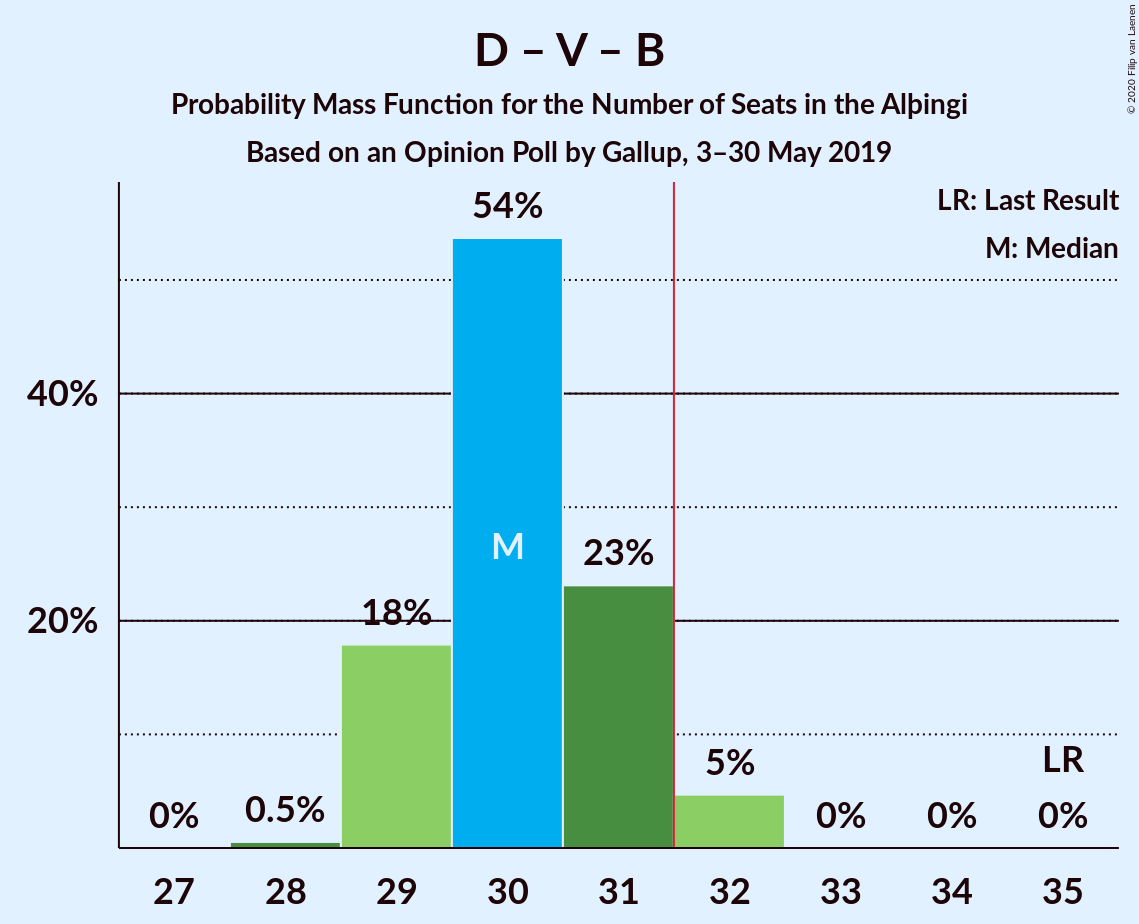 D – V – B
Probability Mass Function for the Number of Seats in the Alþingi
Based on an Opinion Poll by Gallup, 3–30 May 2019
© 2020 Filip van Laenen
LR: Last Result
M: Median
54%
40%
M
23%
20%
18%
5%
LR
0%
0.5%
0%
0%
0%
27 28 29 30 31 32 33 34 35